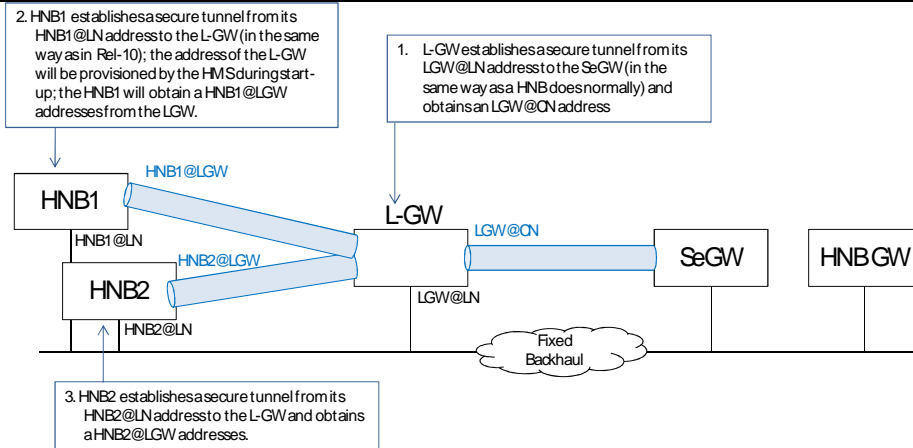 2. HNB1 establishes a secure tunnel from its
HNB1@LN address to the L-GW (in the same
way as in Rel-10); the address of the L-GW
will be provisioned by the HMS during start-
up; the HNB1 will obtain a HNB1@LGW
addresses from the LGW.
1. L-GW establishes a secure tunnel from its
LGW@LN address to the SeGW (in the
same way as a HNB does normally) and
obtains an LGW@CN address
HNB1@LGW
HNB1
L-GW
LGW@CN
HNB1@LN
HNB2@LGW
SeGW
HNB GW
HNB2
LGW@LN
HNB2@LN
Fixed
Backhaul
3. HNB2 establishes a secure tunnel from its
HNB2@LN address to the L-GW and obtains
a HNB2@LGW addresses.